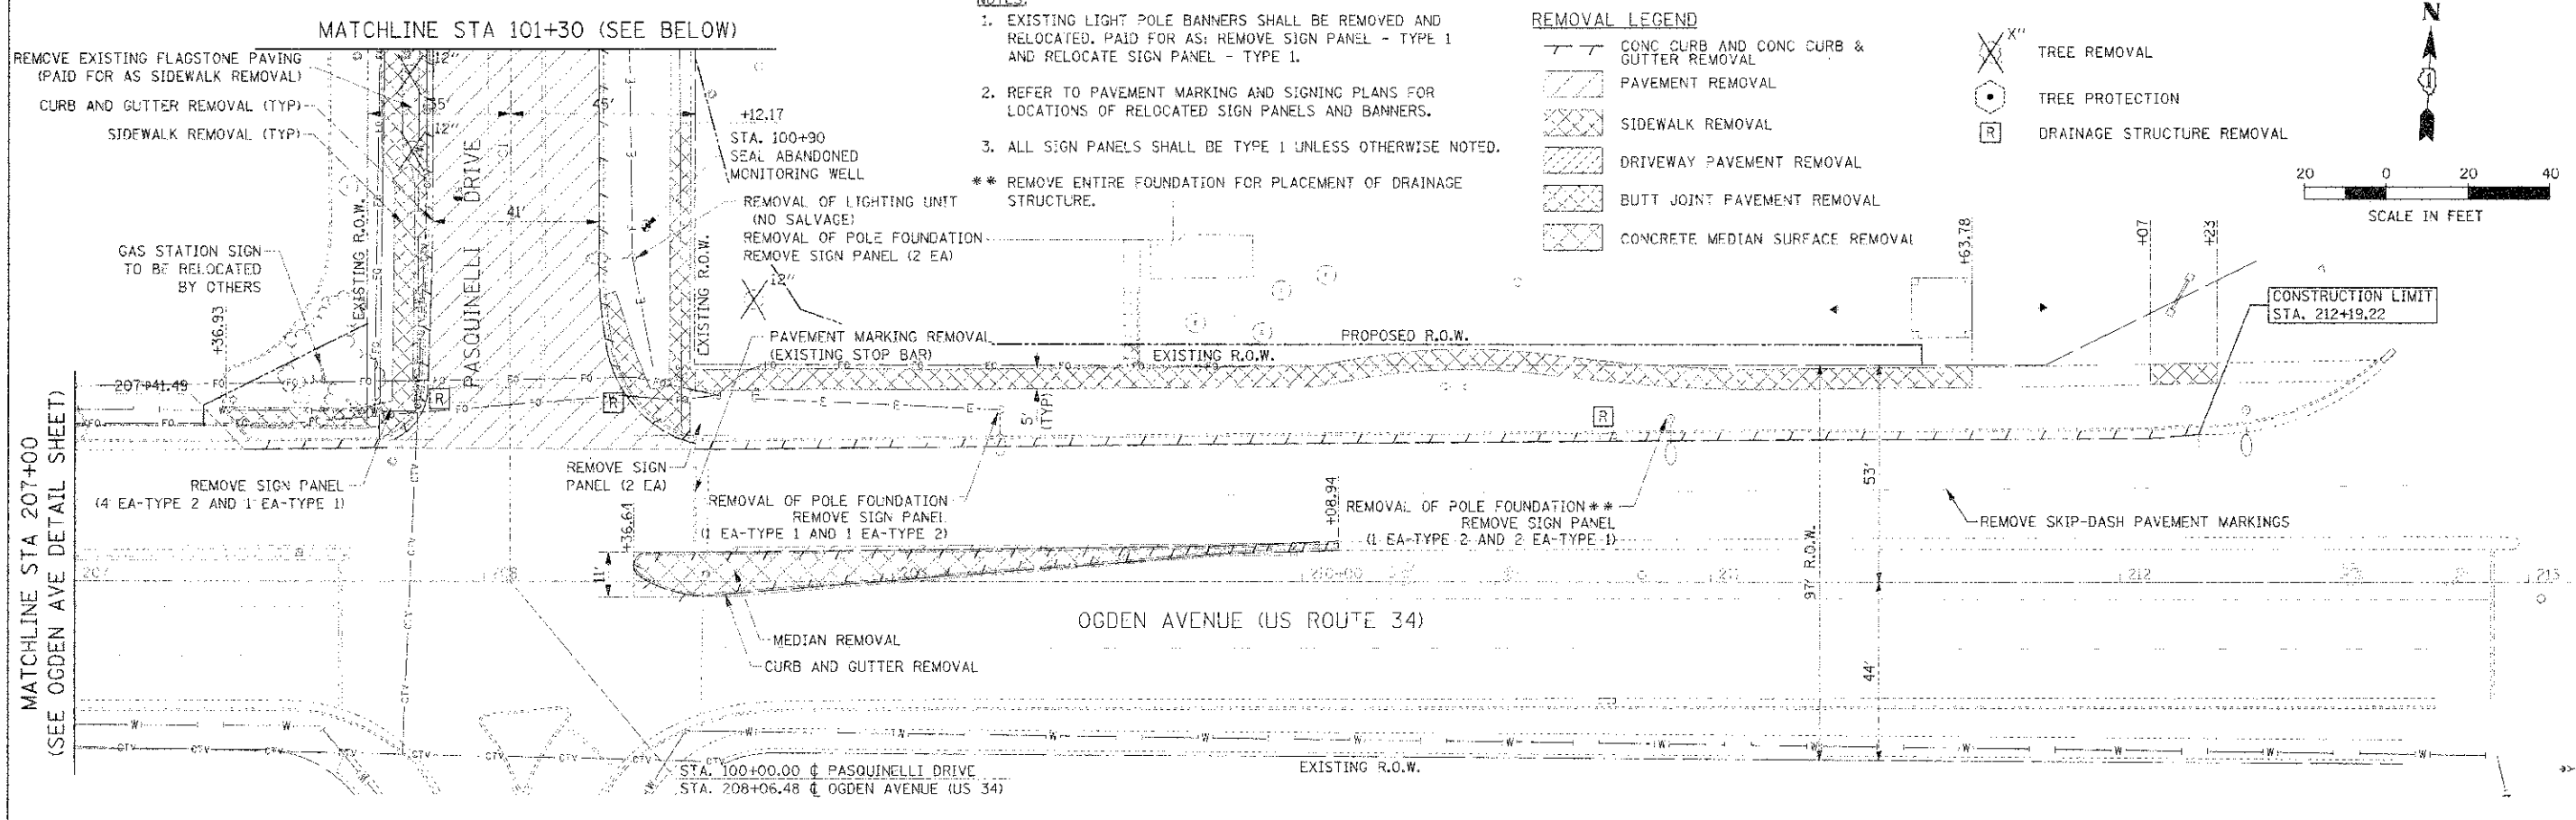 MATCHLINE STA 101+30 (SEE BELOW)
REMOVE EXISTING FLAGSTONE PAVING
(PAID FOR AS SIDEWALK REMOVAL)
CURB AND GUTTER REMOVAL (TYP)
SIDEWALK REMOVAL (TYP)
12"
12"
35'
45'
41'
PASQUINELLI DRIVE
EXISTING R.O.W.
EXISTING R.O.W.
+12.17
STA. 100+90
SEAL ABANDONED
MONITORING WELL
REMOVAL OF LIGHTING UNIT
(NO SALVAGE)
REMOVAL OF POLE FOUNDATION
REMOVE SIGN PANEL (2 EA)
12"
GAS STATION SIGN
TO BE RELOCATED
BY OTHERS
+36.93
NOTES:
1. EXISTING LIGHT POLE BANNERS SHALL BE REMOVED AND
RELOCATED. PAID FOR AS: REMOVE SIGN PANEL - TYPE 1
AND RELOCATE SIGN PANEL - TYPE 1.
2. REFER TO PAVEMENT MARKING AND SIGNING PLANS FOR
LOCATIONS OF RELOCATED SIGN PANELS AND BANNERS.
3. ALL SIGN PANELS SHALL BE TYPE 1 UNLESS OTHERWISE NOTED.
** REMOVE ENTIRE FOUNDATION FOR PLACEMENT OF DRAINAGE
STRUCTURE.
REMOVAL LEGEND
CONC CURB AND CONC CURB &
GUTTER REMOVAL
PAVEMENT REMOVAL
SIDEWALK REMOVAL
DRIVEWAY PAVEMENT REMOVAL
BUTT JOINT PAVEMENT REMOVAL
CONCRETE MEDIAN SURFACE REMOVAL
X"
TREE REMOVAL
TREE PROTECTION
R DRAINAGE STRUCTURE REMOVAL
N
1
20 0 20 40
SCALE IN FEET
+63.78
+07
+23
CONSTRUCTION LIMIT
STA. 212+19.22
PAVEMENT MARKING REMOVAL
(EXISTING STOP BAR)
EXISTING R.O.W.
PROPOSED R.O.W.
207+41.49
R
R
R
5'
(TYP)
MATCHLINE STA 207+00
(SEE OGDEN AVE DETAIL SHEET)
REMOVE SIGN PANEL
(4 EA-TYPE 2 AND 1 EA-TYPE 1)
REMOVE SIGN
PANEL (2 EA)
REMOVAL OF POLE FOUNDATION
REMOVE SIGN PANEL
(1 EA-TYPE 1 AND 1 EA-TYPE 2)
+36.61
+08.94
REMOVAL OF POLE FOUNDATION **
REMOVE SIGN PANEL
(1 EA-TYPE 2 AND 2 EA-TYPE 1)
53'
97' R.O.W.
44'
REMOVE SKIP-DASH PAVEMENT MARKINGS
11'
207
212
213
OGDEN AVENUE (US ROUTE 34)
MEDIAN REMOVAL
CURB AND GUTTER REMOVAL
STA. 100+00.00 ℄ PASQUINELLI DRIVE
STA. 208+06.48 ℄ OGDEN AVENUE (US 34)
EXISTING R.O.W.